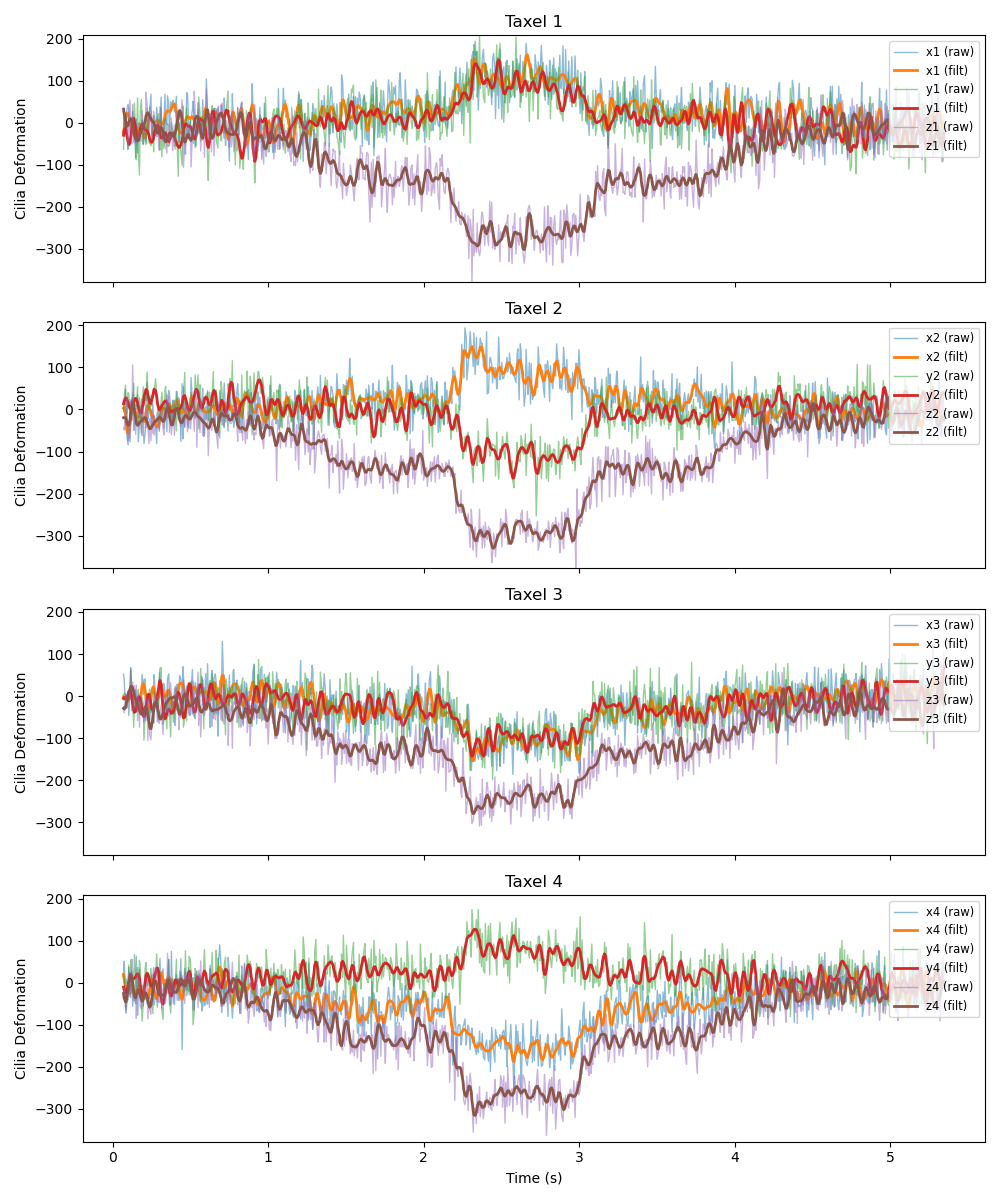 Taxel 1
Cilia Deformation
200
100
0
−100
−200
−300
x1 (raw)
x1 (filt)
y1 (raw)
y1 (filt)
z1 (raw)
z1 (filt)
Taxel 2
Cilia Deformation
200
100
0
−100
−200
−300
x2 (raw)
x2 (filt)
y2 (raw)
y2 (filt)
z2 (raw)
z2 (filt)
Taxel 3
Cilia Deformation
200
100
0
−100
−200
−300
x3 (raw)
x3 (filt)
y3 (raw)
y3 (filt)
z3 (raw)
z3 (filt)
Taxel 4
Cilia Deformation
200
100
0
−100
−200
−300
x4 (raw)
x4 (filt)
y4 (raw)
y4 (filt)
z4 (raw)
z4 (filt)
0 1 2 3 4 5
Time (s)